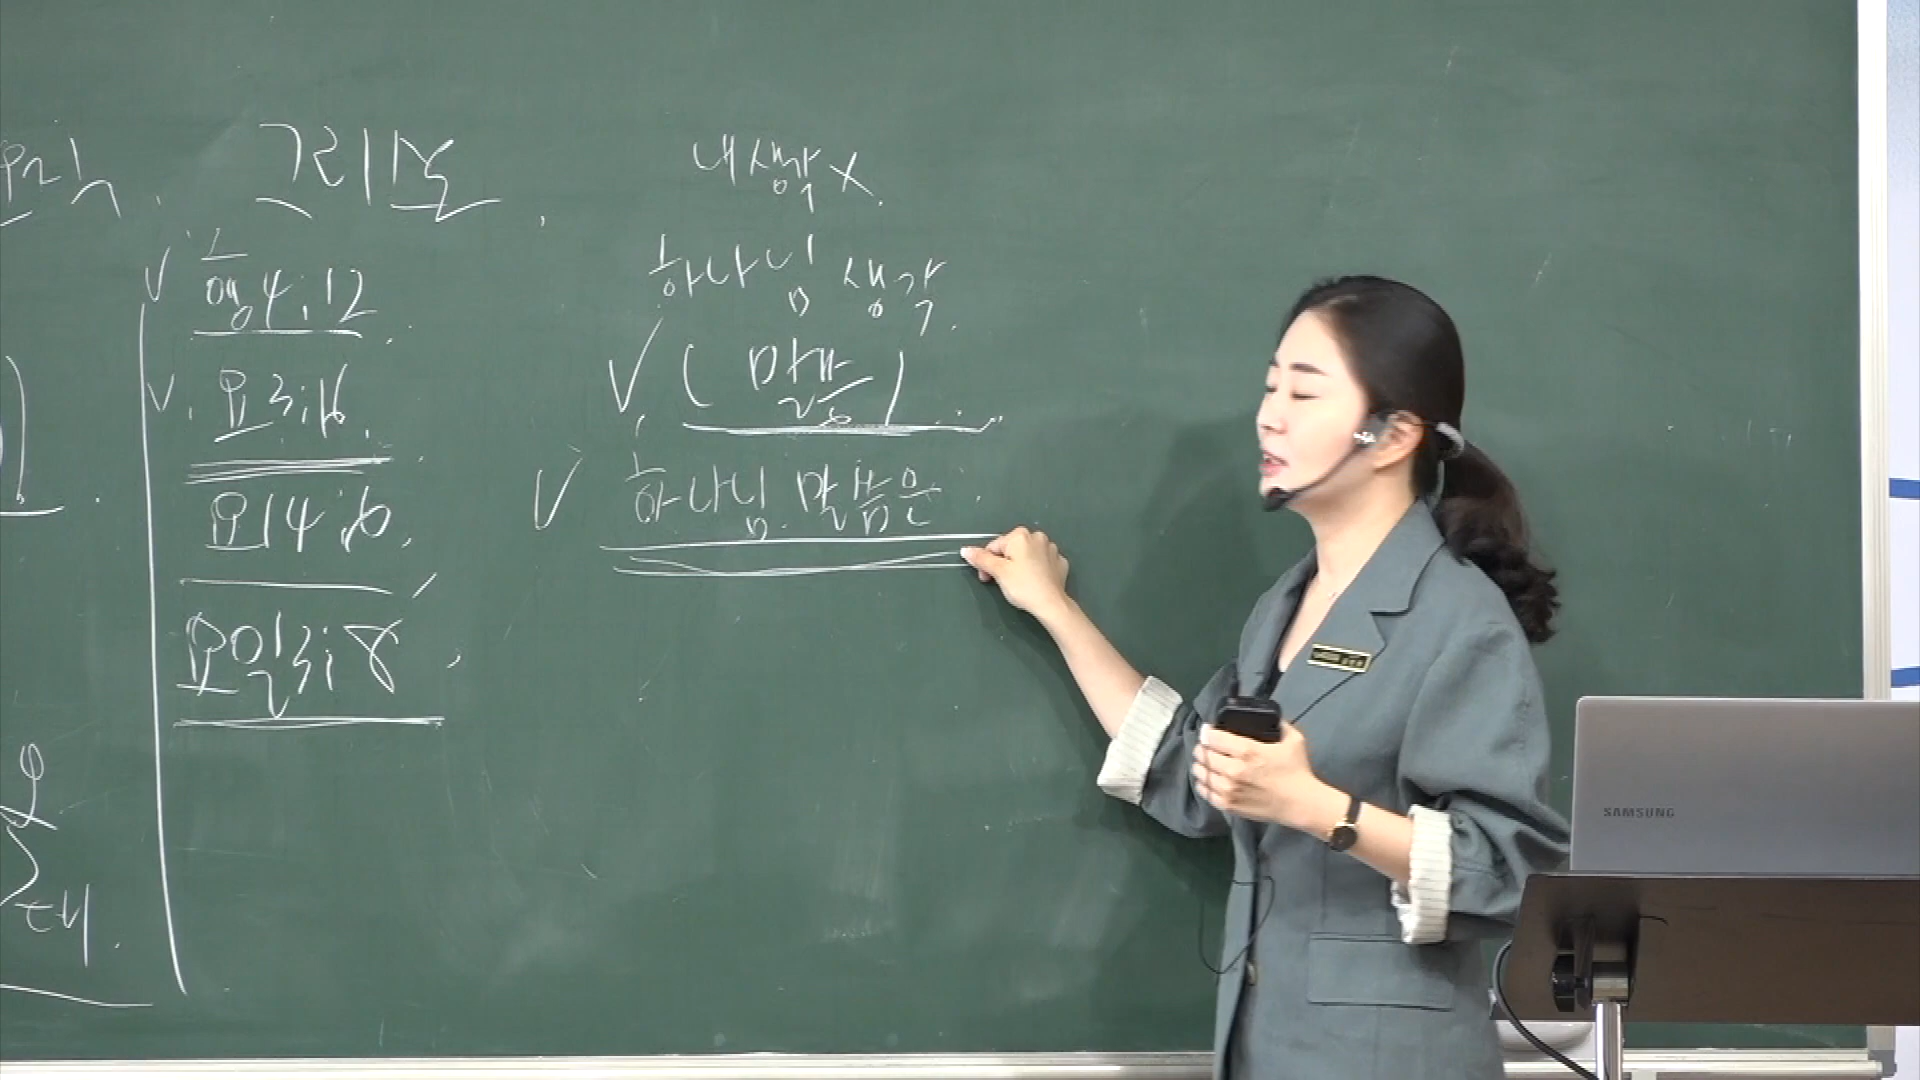 그리스도
행4:12
요3:16
요14:6
요일3:8
내생각X
하나님 생각
(말씀)
하나님 말씀은
SAMSUNG